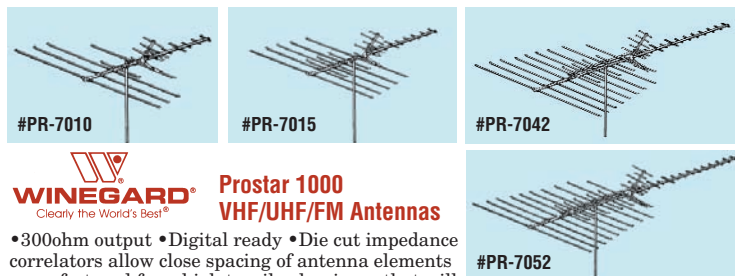 #PR-7010
#PR-7015
#PR-7042
W
WINEGARD®
Clearly the World's Best®
Prostar 1000
VHF/UHF/FM Antennas
•300ohm output •Digital ready •Die cut impedance
correlators allow close spacing of antenna elements
#PR-7052